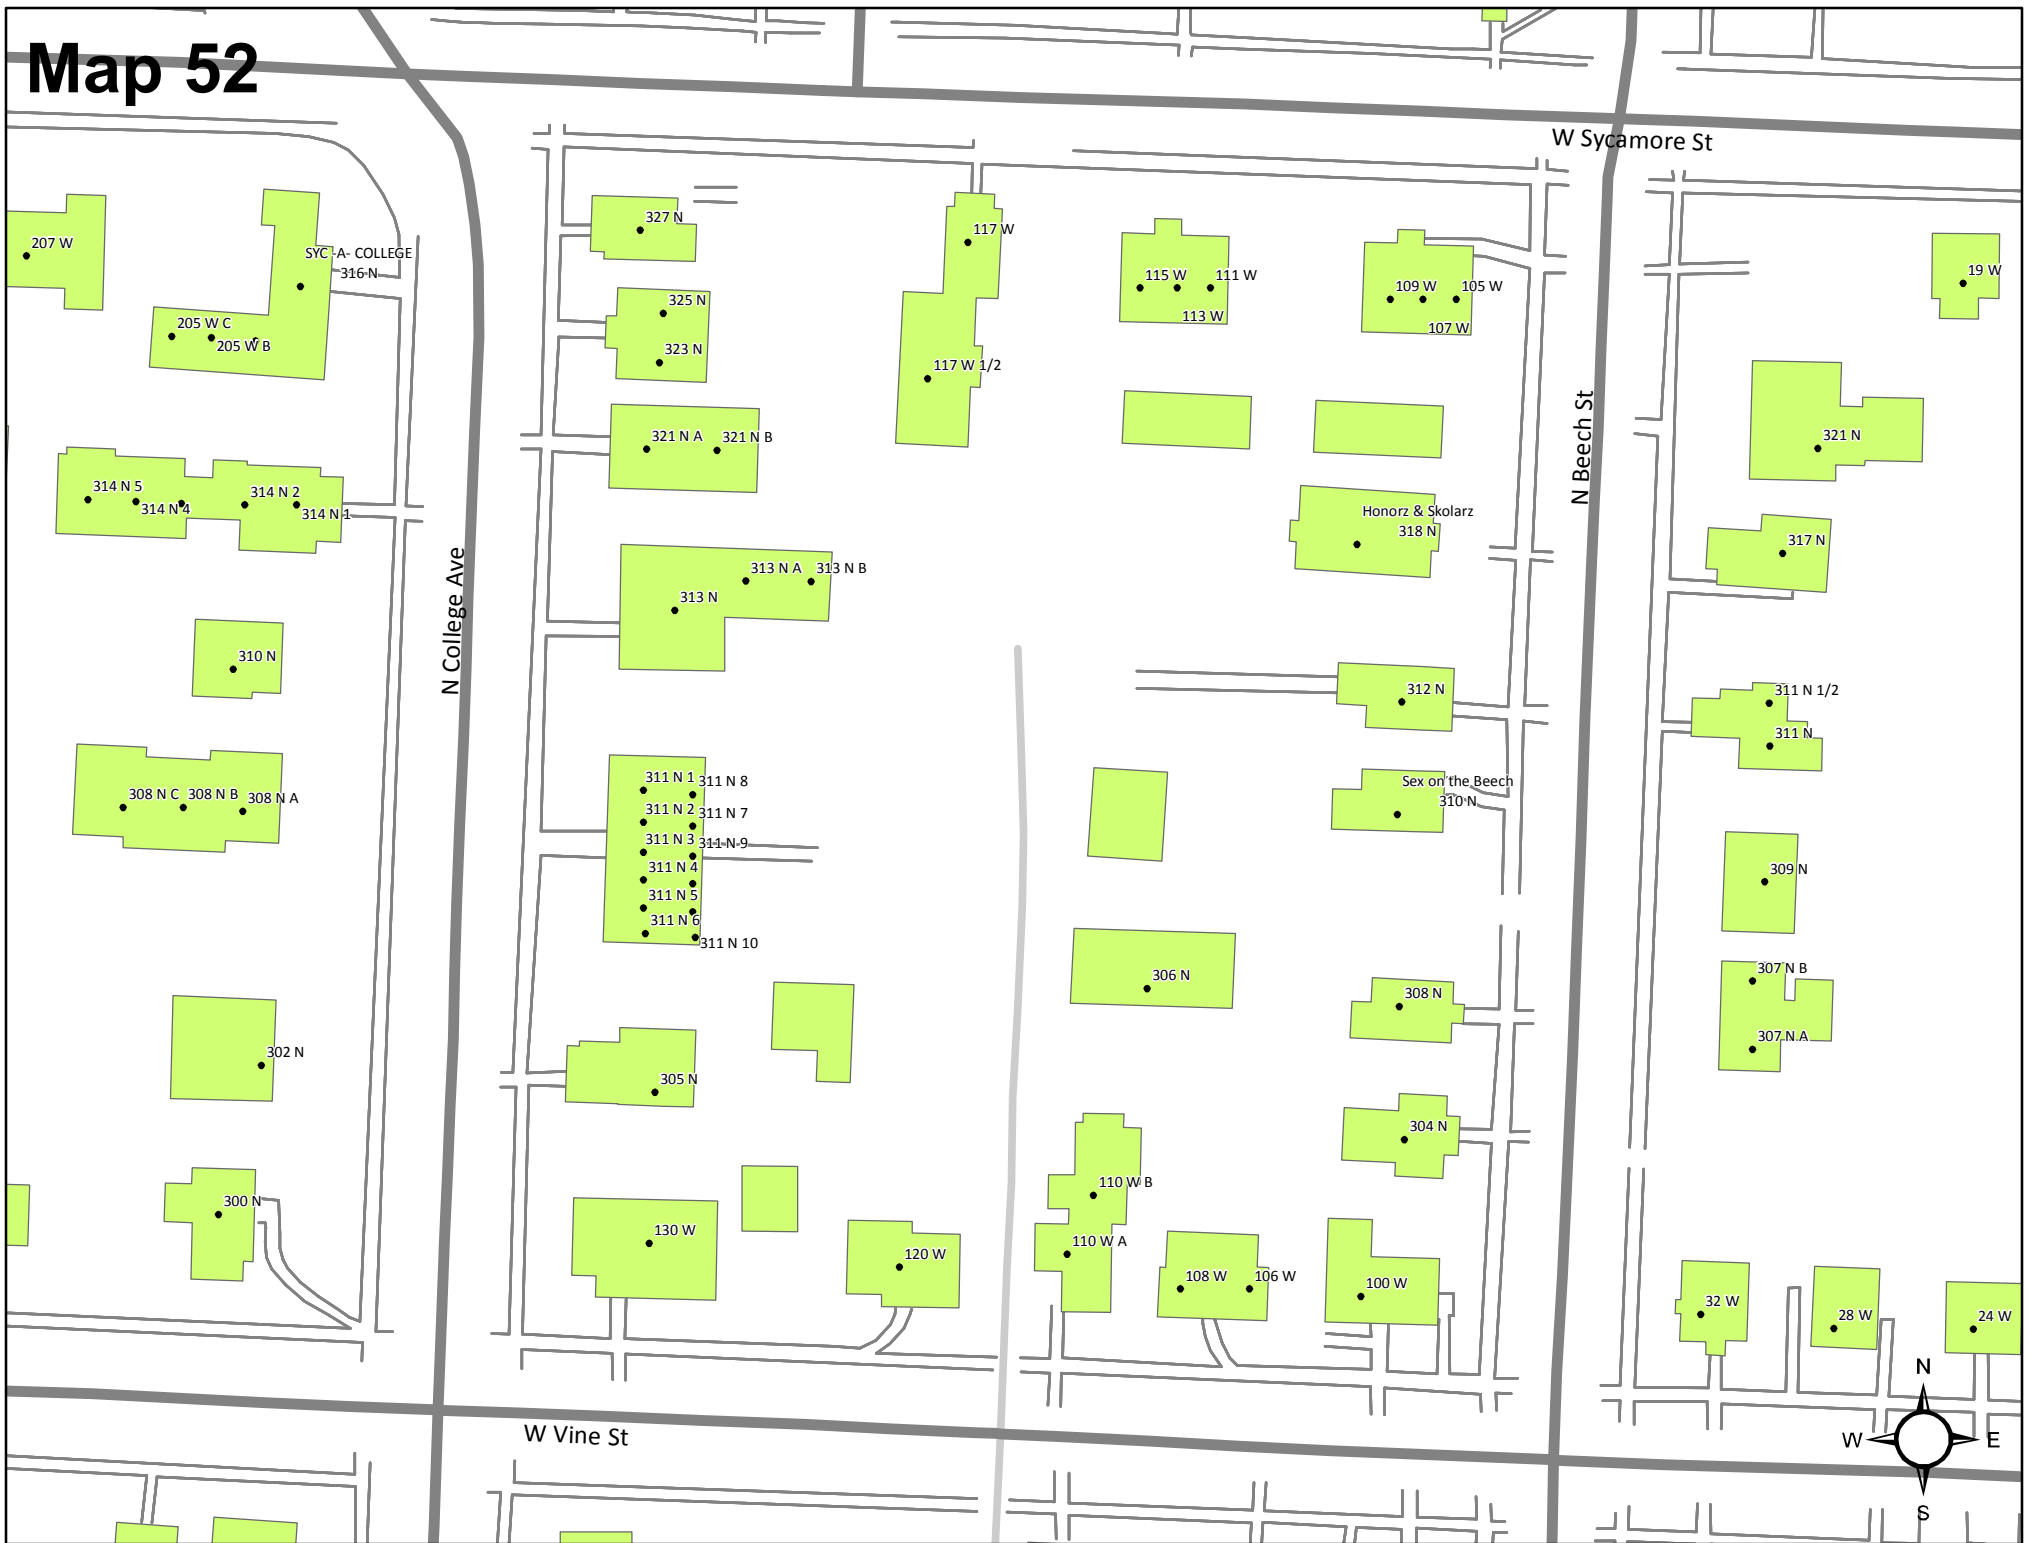 Map 52
W Sycamore St
N Beech St
N College Ave
W Vine St
207 W
SYC -A- COLLEGE
316 N
205 W C
205 W B
327 N
325 N
323 N
117 W
117 W 1/2
115 W
111 W
113 W
109 W
105 W
107 W
19 W
321 N A
321 N B
321 N
314 N 5
314 N 4
314 N 2
314 N 1
Honorz & Skolarz
318 N
317 N
313 N A
313 N B
313 N
310 N
312 N
311 N 1/2
311 N
308 N C
308 N B
308 N A
311 N 1
311 N 8
311 N 2
311 N 7
311 N 3
311 N 9
311 N 4
311 N 5
311 N 6
311 N 10
Sex on the Beech
310 N
309 N
306 N
308 N
307 N B
307 N A
302 N
305 N
304 N
300 N
130 W
120 W
110 W B
110 W A
108 W
106 W
100 W
32 W
28 W
24 W
N
W
E
S